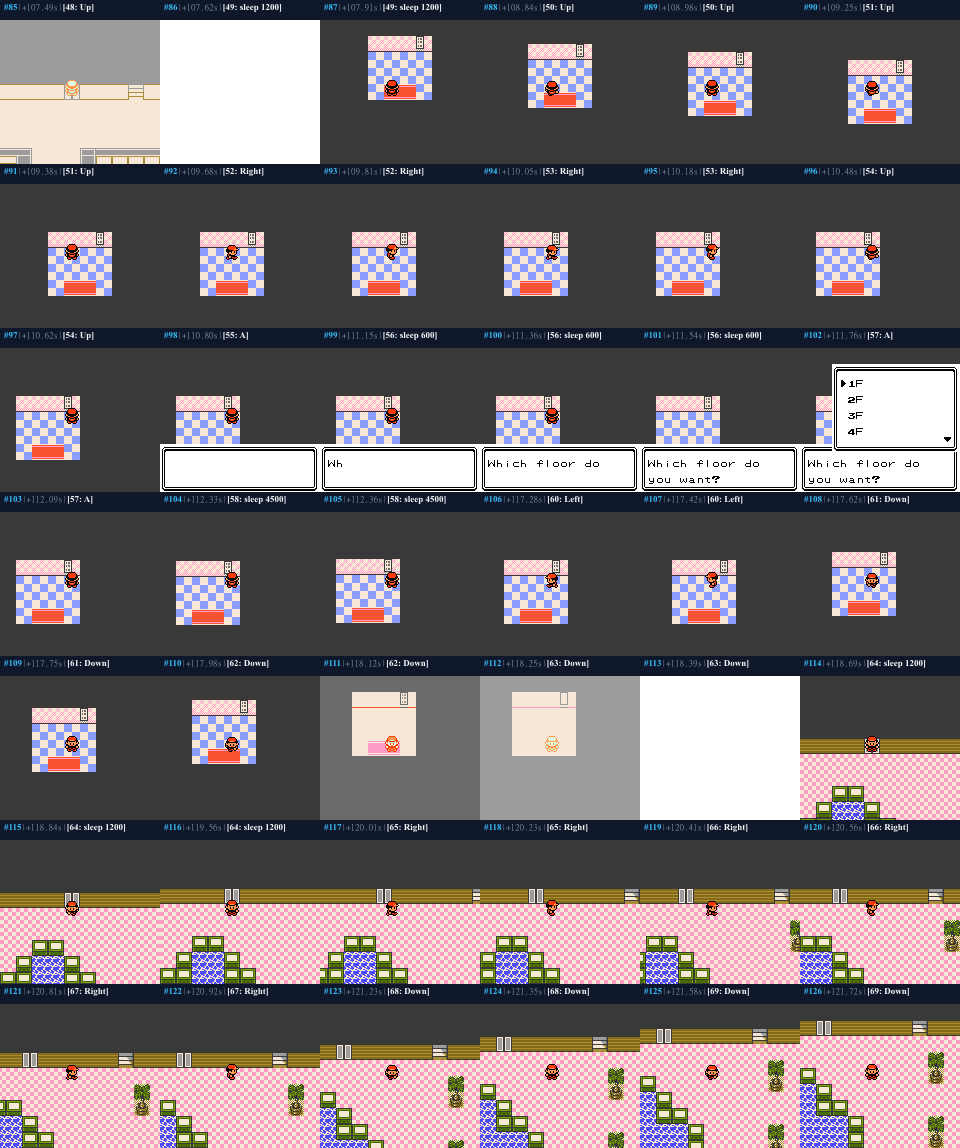 #85|+107.49s|[48: Up]
#86|+107.62s|[49: sleep 1200]
#87|+107.91s|[49: sleep 1200]
#88|+108.84s|[50: Up]
#89|+108.98s|[50: Up]
#90|+109.25s|[51: Up]
#91|+109.38s|[51: Up]
#92|+109.68s|[52: Right]
#93|+109.81s|[52: Right]
#94|+110.05s|[53: Right]
#95|+110.18s|[53: Right]
#96|+110.48s|[54: Up]
#97|+110.62s|[54: Up]
#98|+110.80s|[55: A]
#99|+111.15s|[56: sleep 600]
#100|+111.36s|[56: sleep 600]
#101|+111.54s|[56: sleep 600]
#102|+111.76s|[57: A]
Wh
Which floor do
Which floor do
you want?
1F
2F
3F
4F
Which floor do
you want?
#103|+112.09s|[57: A]
#104|+112.33s|[58: sleep 4500]
#105|+112.36s|[58: sleep 4500]
#106|+117.28s|[60: Left]
#107|+117.42s|[60: Left]
#108|+117.62s|[61: Down]
#109|+117.75s|[61: Down]
#110|+117.98s|[62: Down]
#111|+118.12s|[62: Down]
#112|+118.25s|[63: Down]
#113|+118.39s|[63: Down]
#114|+118.69s|[64: sleep 1200]
#115|+118.84s|[64: sleep 1200]
#116|+119.56s|[64: sleep 1200]
#117|+120.01s|[65: Right]
#118|+120.23s|[65: Right]
#119|+120.41s|[66: Right]
#120|+120.56s|[66: Right]
#121|+120.81s|[67: Right]
#122|+120.92s|[67: Right]
#123|+121.23s|[68: Down]
#124|+121.35s|[68: Down]
#125|+121.58s|[69: Down]
#126|+121.72s|[69: Down]